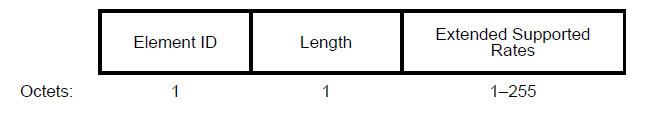 Element ID
Length
Extended Supported
Rates
Octets:
1
1
1–255